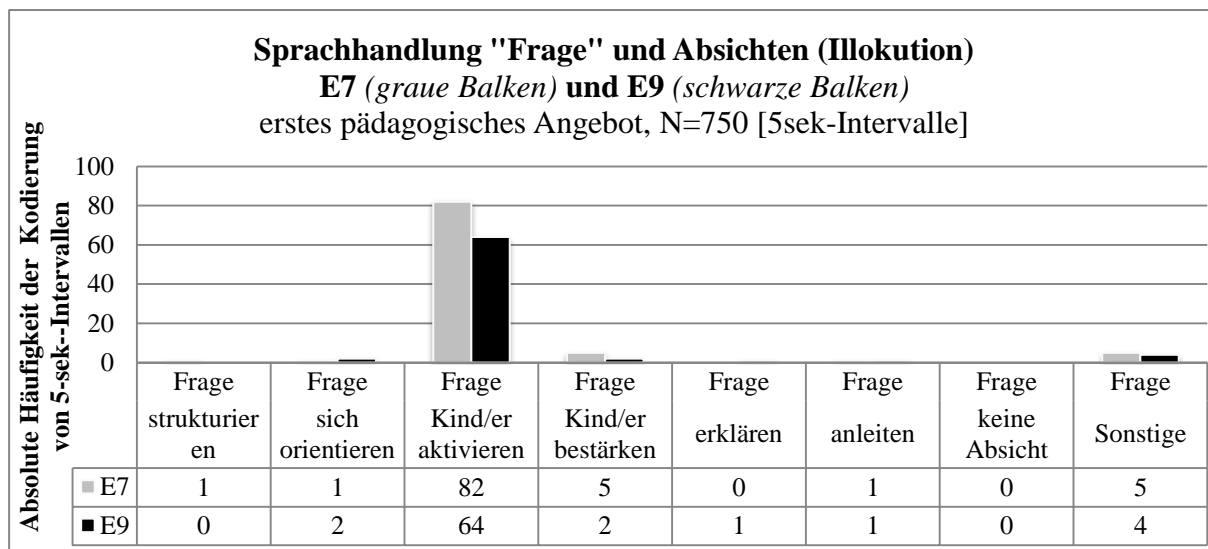 Sprachhandlung "Frage" und Absichten (Illokution)
E7 (graue Balken) und E9 (schwarze Balken)
erstes pädagogisches Angebot, N=750 [5sek-Intervalle]
Absolute Häufigkeit der Kodierung
von 5-sek--Intervallen
100
80
60
40
20
0
Frage Frage Frage Frage Frage Frage Frage Frage
strukturier sich Kind/er Kind/er erklären anleiten keine Sonstige
en orientieren aktivieren bestärken Absicht
E7 1 1 82 5 0 1 0 5
E9 0 2 64 2 1 1 0 4